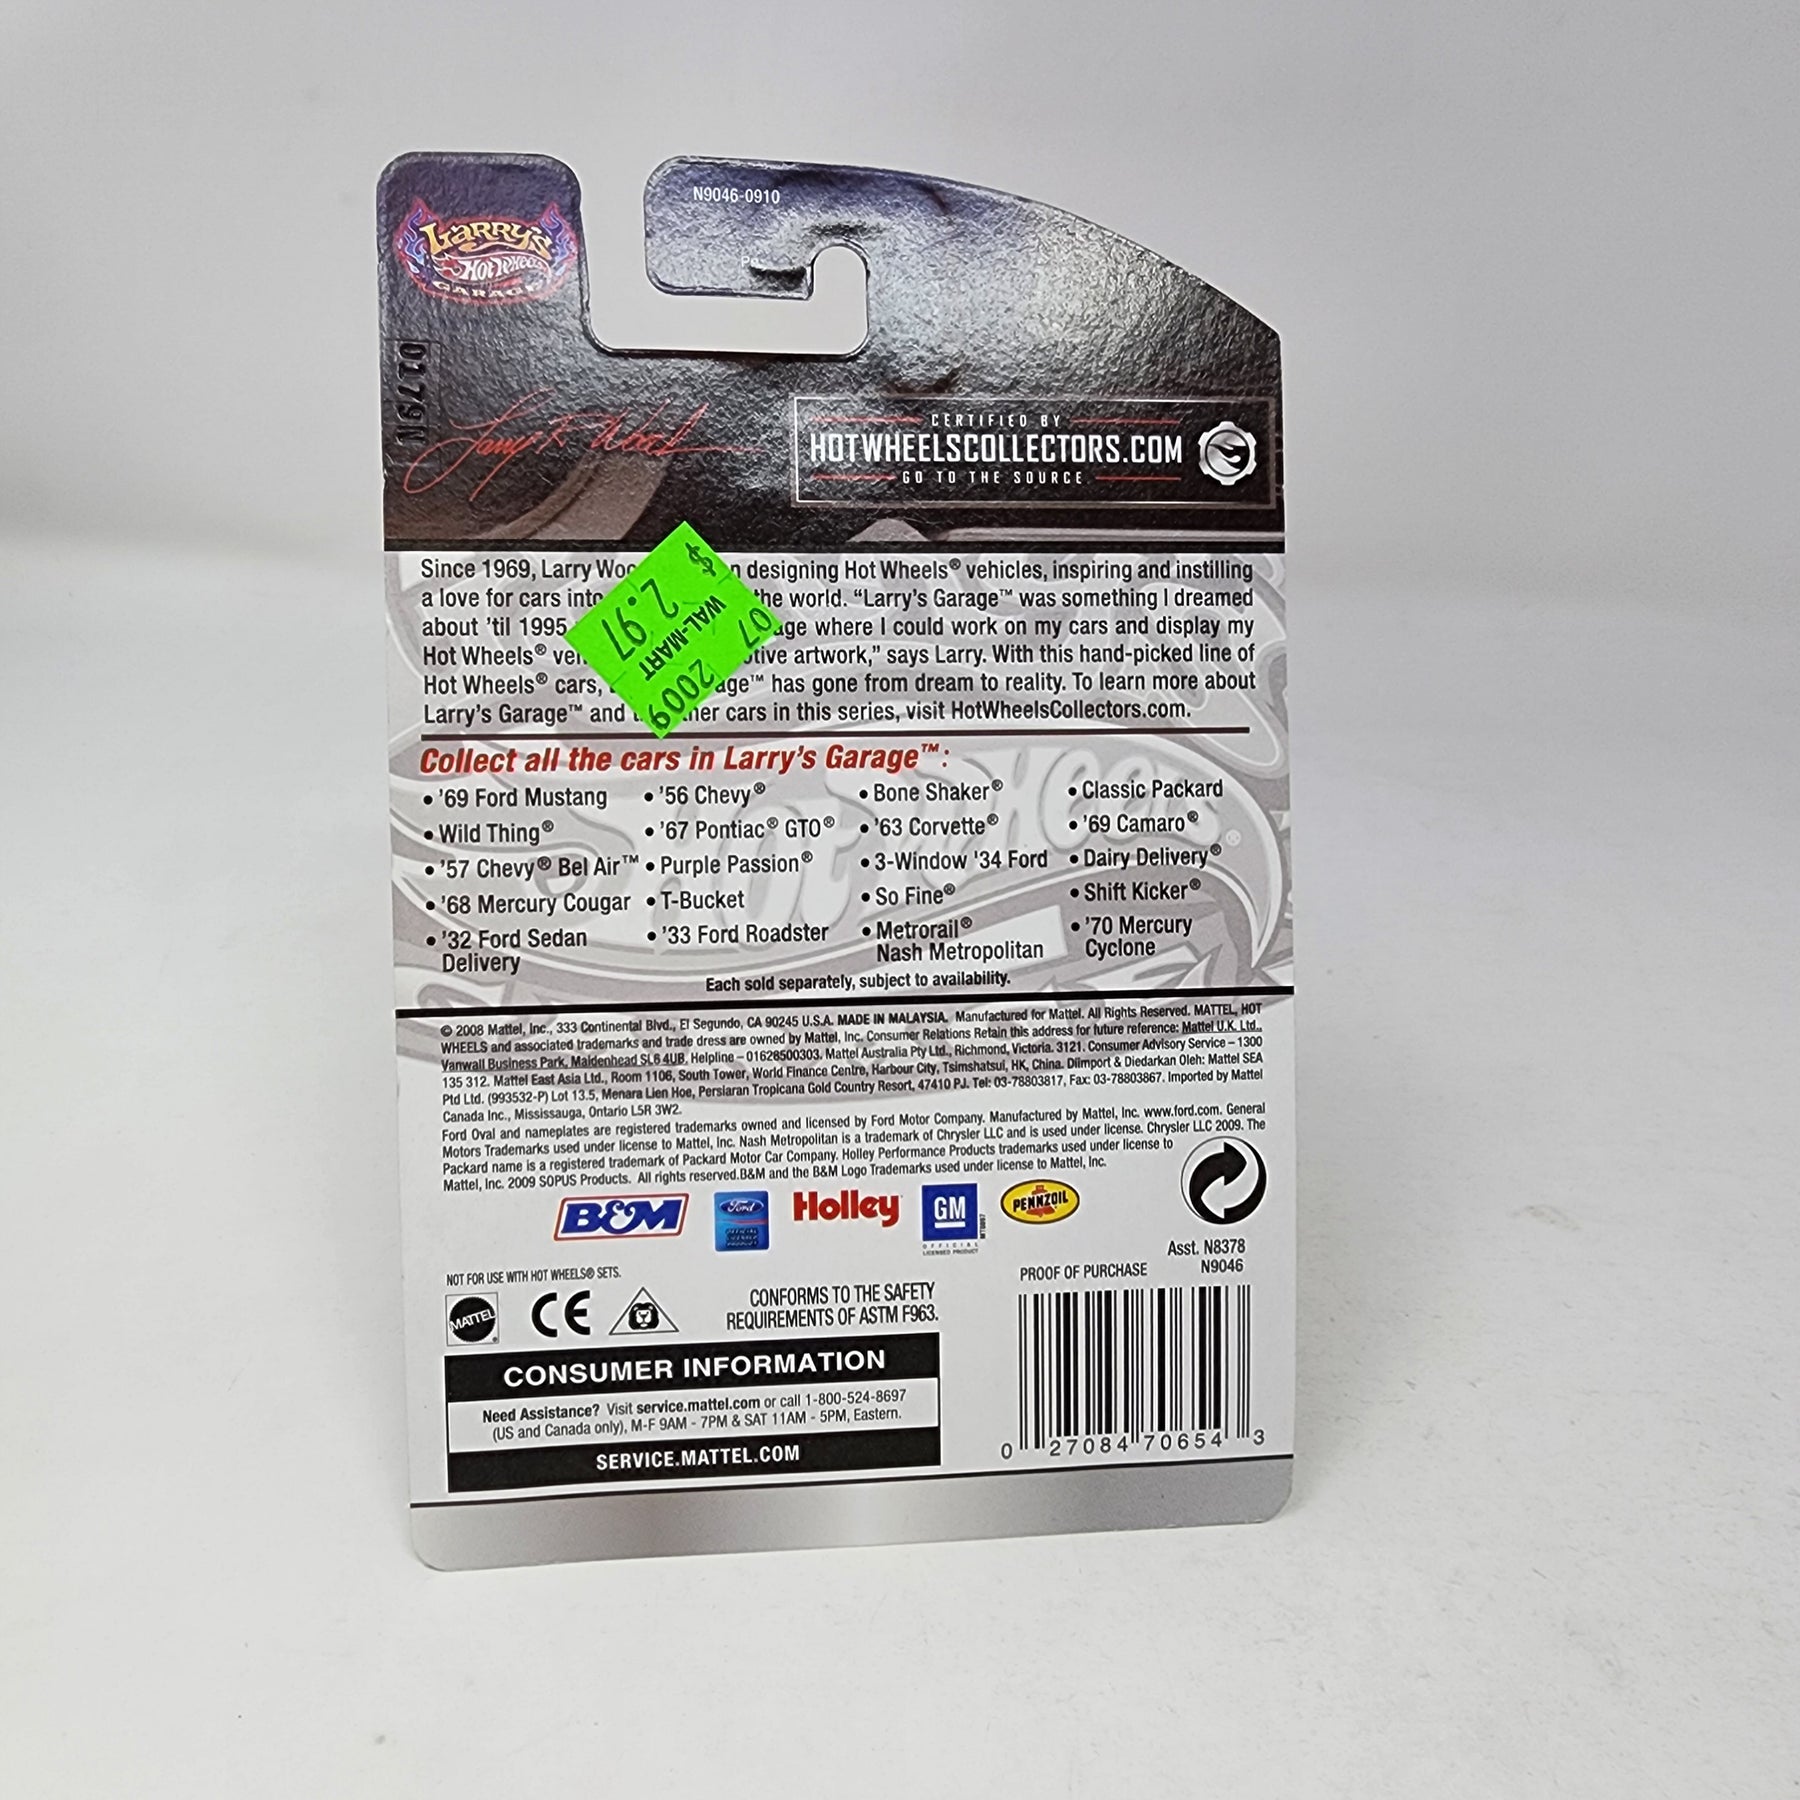 N9046-0910
LARRY'S
Hot Wheels
GARAGE
Larry R. Wood
CERTIFIED BY
HOTWHEELSCOLLECTORS.COM
GO TO THE SOURCE
Since 1969, Larry designing Hot Wheels® vehicles, inspiring and instilling
a love for cars into the world. “Larry’s Garage™ was something I dreamed
about ’til 1995 where I could work on my cars and display my
Hot Wheels® artwork,” says Larry. With this hand-picked line of
Hot Wheels® cars, has gone from dream to reality. To learn more about
Larry’s Garage™ and cars in this series, visit HotWheelsCollectors.com.
$ 2.97
WAL-MART
07 2009
Collect all the cars in Larry’s Garage™:
• ’69 Ford Mustang
• Wild Thing®
• ’57 Chevy® Bel Air™
• ’68 Mercury Cougar
• ’32 Ford Sedan
Delivery
• ’56 Chevy®
• ’67 Pontiac® GTO®
• Purple Passion®
• T-Bucket
• ’33 Ford Roadster
• Bone Shaker®
• ’63 Corvette®
• 3-Window '34 Ford
• So Fine®
• Metrorail®
Nash Metropolitan
• Classic Packard
• ’69 Camaro®
• Dairy Delivery®
• Shift Kicker®
• ’70 Mercury
Cyclone
Each sold separately, subject to availability.
© 2008 Mattel, Inc., 333 Continental Blvd., El Segundo, CA 90245 U.S.A. MADE IN MALAYSIA. Manufactured for Mattel. All Rights Reserved. MATTEL, HOT
WHEELS and associated trademarks and trade dress are owned by Mattel, Inc. Consumer Relations Retain this address for future reference: Mattel U.K. Ltd.,
Vanwall Business Park, Maidenhead SL6 4UB. Helpline – 01628500303. Mattel Australia Pty Ltd., Richmond, Victoria. 3121. Consumer Advisory Service – 1300
135 312. Mattel East Asia Ltd., Room 1106, South Tower, World Finance Centre, Harbour City, Tsimshatsui, HK, China. Diimport & Diedarkan Oleh: Mattel SEA
Ptd Ltd. (993532-P) Lot 13.5, Menara Lien Hoe, Persiaran Tropicana Gold Country Resort, 47410 PJ. Tel: 03-78803817, Fax: 03-78803867. Imported by Mattel
Canada Inc., Mississauga, Ontario L5R 3W2.
Ford Oval and nameplates are registered trademarks owned and licensed by Ford Motor Company. Manufactured by Mattel, Inc. www.ford.com. General
Motors Trademarks used under license to Mattel, Inc. Nash Metropolitan is a trademark of Chrysler LLC and is used under license. Chrysler LLC 2009. The
Packard name is a registered trademark of Packard Motor Car Company. Holley Performance Products trademarks used under license to
Mattel, Inc. 2009 SOPUS Products. All rights reserved.B&M and the B&M Logo Trademarks used under license to Mattel, Inc.
B&M
Ford
OFFICIAL
LICENSED
PRODUCT
Holley
GM
OFFICIAL
LICENSED PRODUCT
PENNZOIL
Asst. N8378
N9046
NOT FOR USE WITH HOT WHEELS® SETS.
MATTEL
CE
CONFORMS TO THE SAFETY
REQUIREMENTS OF ASTM F963.
PROOF OF PURCHASE
CONSUMER INFORMATION
Need Assistance? Visit service.mattel.com or call 1-800-524-8697
(US and Canada only), M-F 9AM - 7PM & SAT 11AM - 5PM, Eastern.
SERVICE.MATTEL.COM
0 27084 70654 3